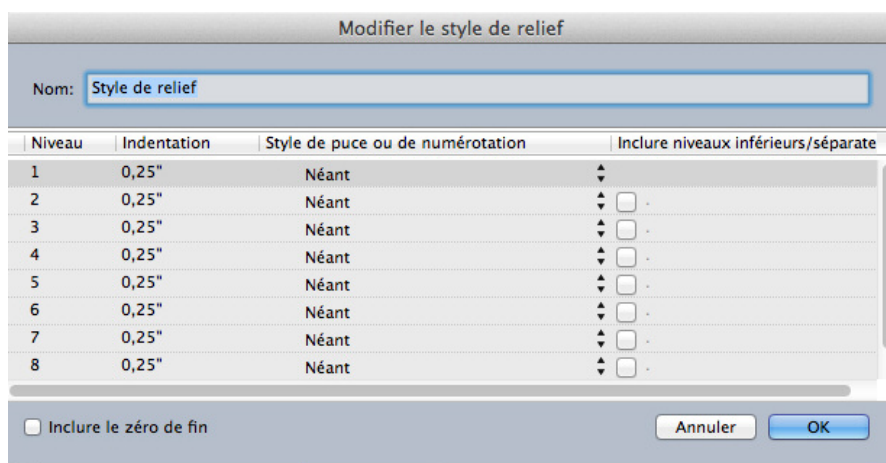 Modifier le style de relief
Nom: Style de relief
Niveau Indentation Style de puce ou de numérotation Inclure niveaux inférieurs/séparate
1 0,25" Néant
2 0,25" Néant .
3 0,25" Néant .
4 0,25" Néant .
5 0,25" Néant .
6 0,25" Néant .
7 0,25" Néant .
8 0,25" Néant .
Inclure le zéro de fin Annuler OK